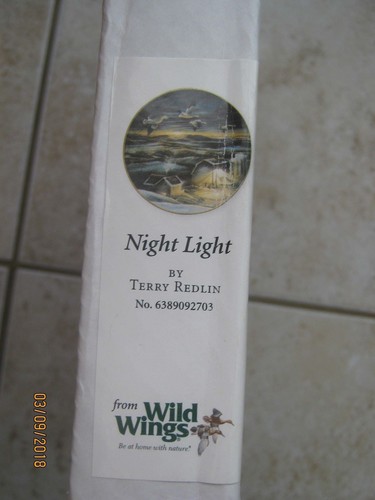 Night Light
BY
TERRY REDLIN
No. 6389092703
from Wild
Wings
Be at home with nature®
03/09/2018